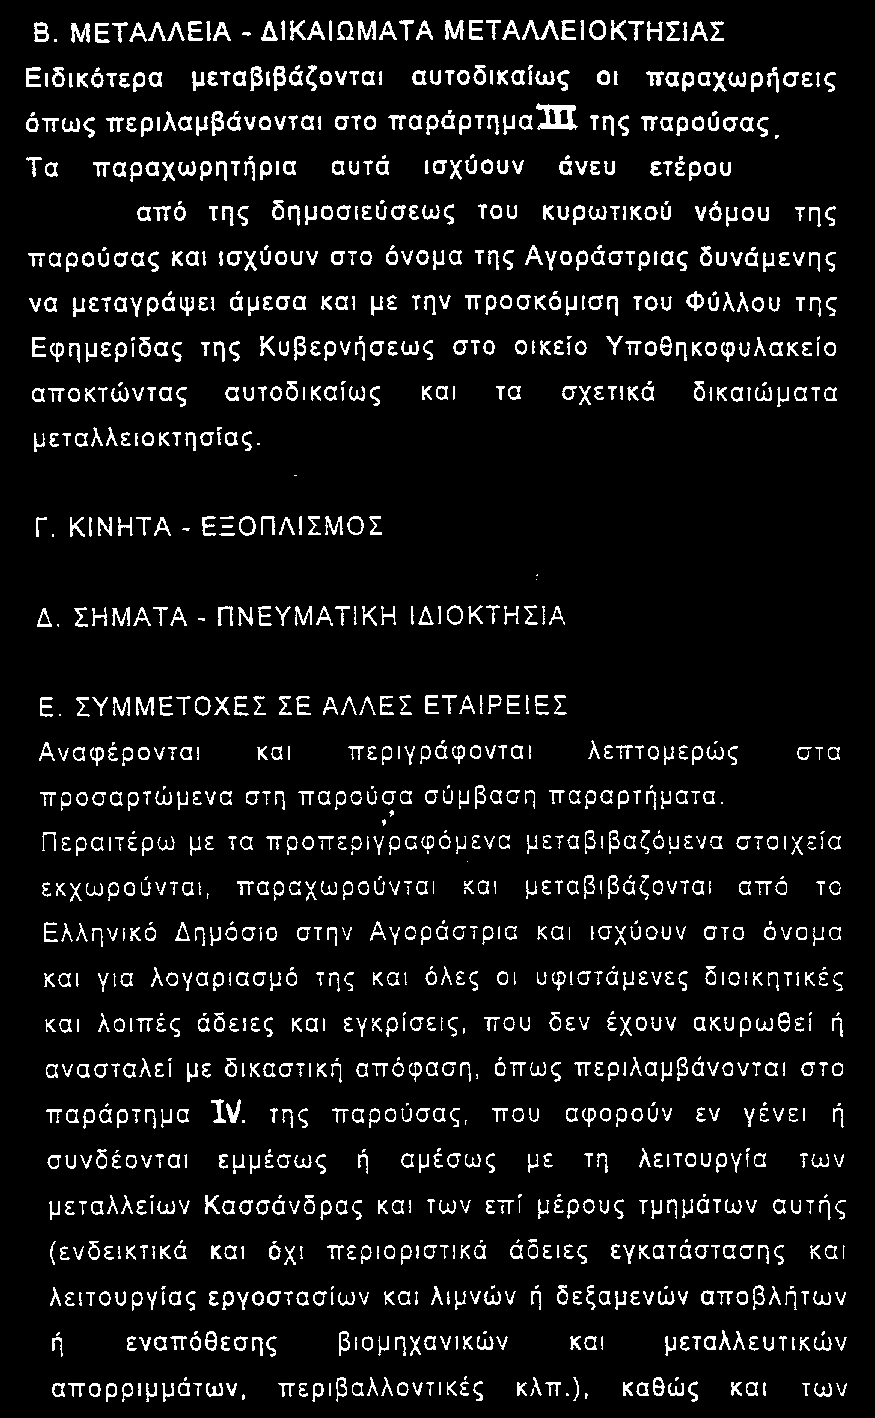 Β. ΜΕΤΑΛΛΕΙΑ - ΔΙΚΑΙΩΜΑΤΑ ΜΕΤΑΛΛΕΙΟΚΤΗΣΙΑΣ
Ειδικότερα μεταβιβάζονται αυτοδικαίως οι παραχωρήσεις
όπως περιλαμβάνονται στο παράρτημα III της παρούσας.
Τα παραχωρητήρια αυτά ισχύουν άνευ ετέρου
από της δημοσιεύσεως του κυρωτικού νόμου της
παρούσας και ισχύουν στο όνομα της Αγοράστριας δυνάμενης
να μεταγράψει άμεσα και με την προσκόμιση του Φύλλου της
Εφημερίδας της Κυβερνήσεως στο οικείο Υποθηκοφυλακείο
αποκτώντας αυτοδικαίως και τα σχετικά δικαιώματα
μεταλλειοκτησίας.
Γ. ΚΙΝΗΤΑ - ΕΞΟΠΛΙΣΜΟΣ
Δ. ΣΗΜΑΤΑ - ΠΝΕΥΜΑΤΙΚΗ ΙΔΙΟΚΤΗΣΙΑ
Ε. ΣΥΜΜΕΤΟΧΕΣ ΣΕ ΑΛΛΕΣ ΕΤΑΙΡΕΙΕΣ
Αναφέρονται και περιγράφονται λεπτομερώς στα
προσαρτώμενα στη παρούσα σύμβαση παραρτήματα.
Περαιτέρω με τα προπεριγραφόμενα μεταβιβαζόμενα στοιχεία
εκχωρούνται, παραχωρούνται και μεταβιβάζονται από το
Ελληνικό Δημόσιο στην Αγοράστρια και ισχύουν στο όνομα
και για λογαριασμό της και όλες οι υφιστάμενες διοικητικές
και λοιπές άδειες και εγκρίσεις, που δεν έχουν ακυρωθεί ή
ανασταλεί με δικαστική απόφαση, όπως περιλαμβάνονται στο
παράρτημα IV. της παρούσας, που αφορούν εν γένει ή
συνδέονται εμμέσως ή αμέσως με τη λειτουργία των
μεταλλείων Κασσάνδρας και των επί μέρους τμημάτων αυτής
(ενδεικτικά και όχι περιοριστικά άδειες εγκατάστασης και
λειτουργίας εργοστασίων και λιμνών ή δεξαμενών αποβλήτων
ή εναπόθεσης βιομηχανικών και μεταλλευτικών
απορριμμάτων, περιβαλλοντικές κλπ.), καθώς και των